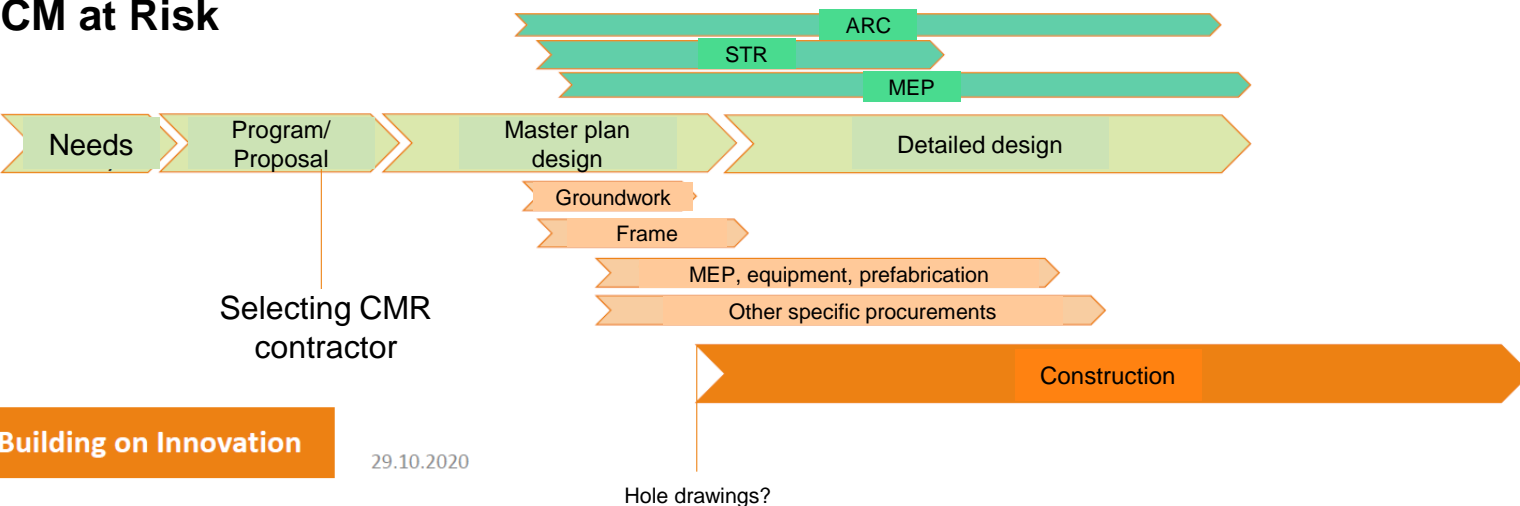 CM at Risk
ARC
STR
MEP
Needs
Program/
Proposal
Master plan
design
Detailed design
Groundwork
Frame
MEP, equipment, prefabrication
Other specific procurements
Selecting CMR
contractor
Construction
Building on Innovation
29.10.2020
Hole drawings?